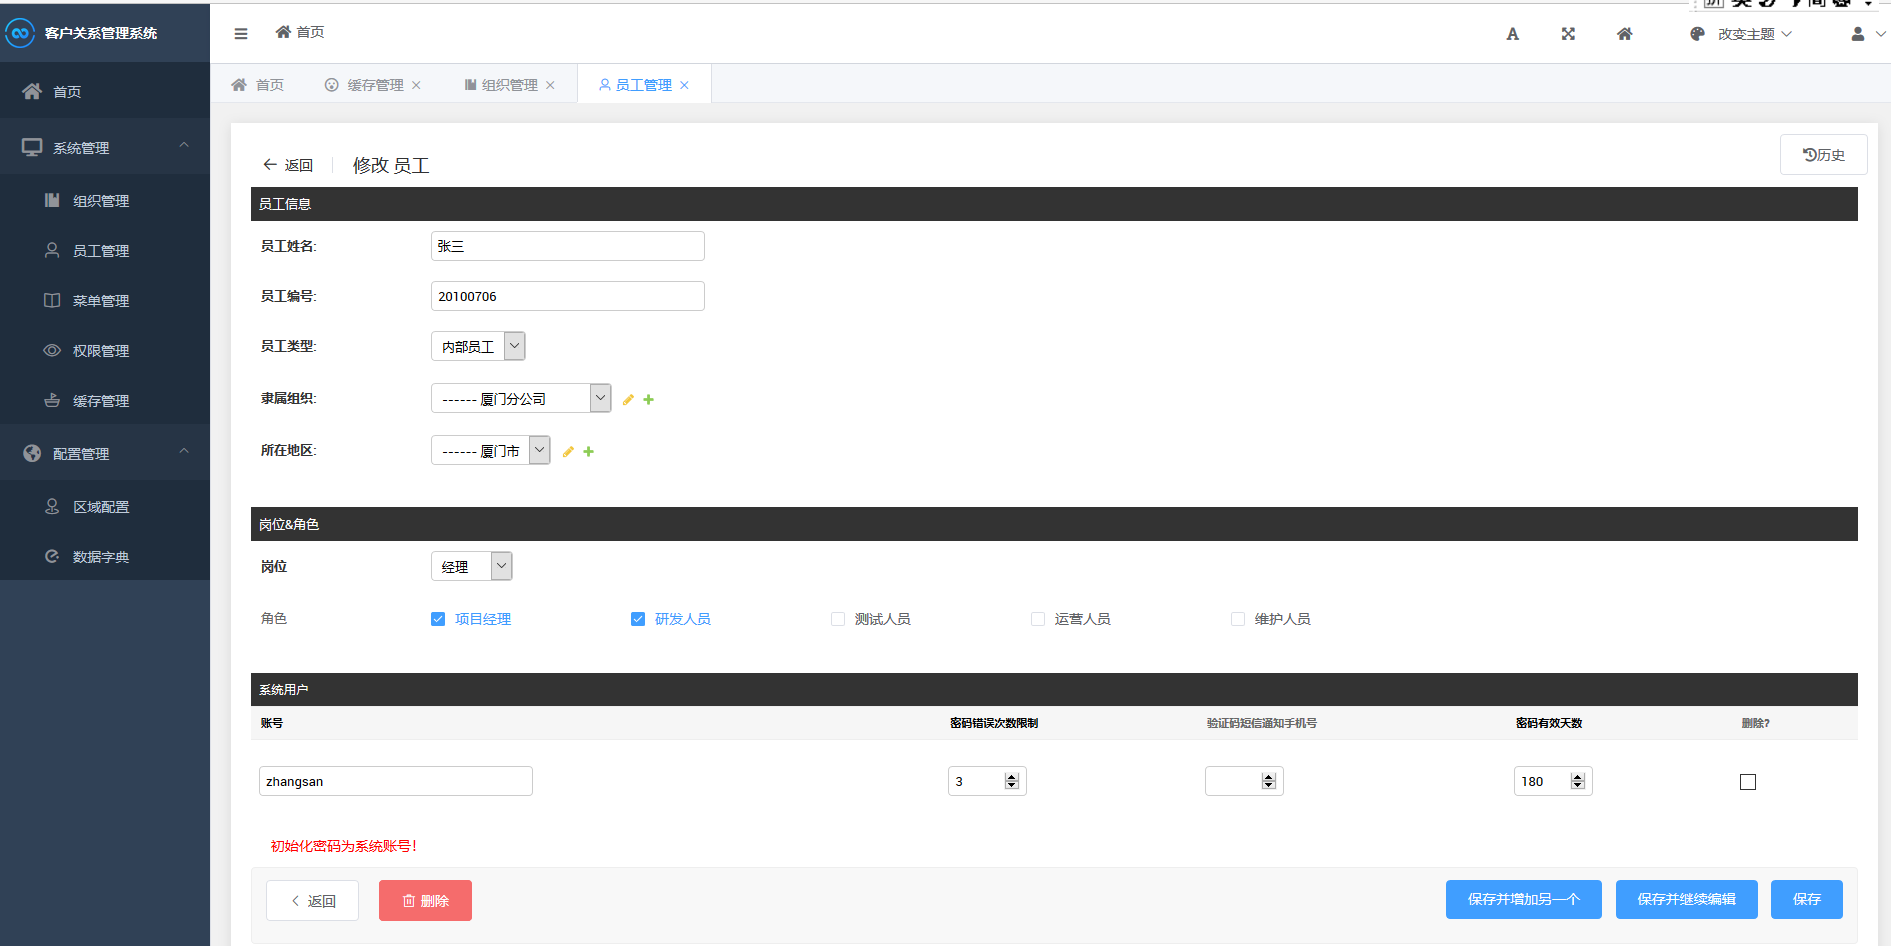 客户关系管理系统
首页
改变主题
首页
缓存管理
组织管理
员工管理
首页
系统管理
组织管理
员工管理
菜单管理
权限管理
缓存管理
配置管理
区域配置
数据字典
返回 修改 员工
历史
员工信息
员工姓名: 张三
员工编号: 20100706
员工类型: 内部员工
隶属组织: ------ 厦门分公司
所在地区: ------ 厦门市
岗位&角色
岗位 经理
角色 项目经理 研发人员 测试人员 运营人员 维护人员
系统用户
账号 密码错误次数限制 验证码短信通知手机号 密码有效天数 删除?
zhangsan 3 180
初始化密码为系统账号!
返回 删除 保存并增加另一个 保存并继续编辑 保存